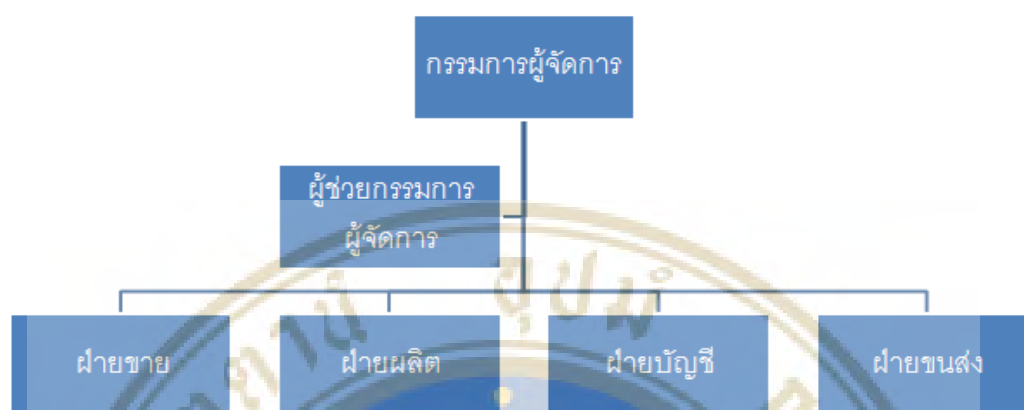 กรรมการผู้จัดการ
ผู้ช่วยกรรมการ
ผู้จัดการ
ฝ่ายขาย
ฝ่ายผลิต
ฝ่ายบัญชี
ฝ่ายขนส่ง